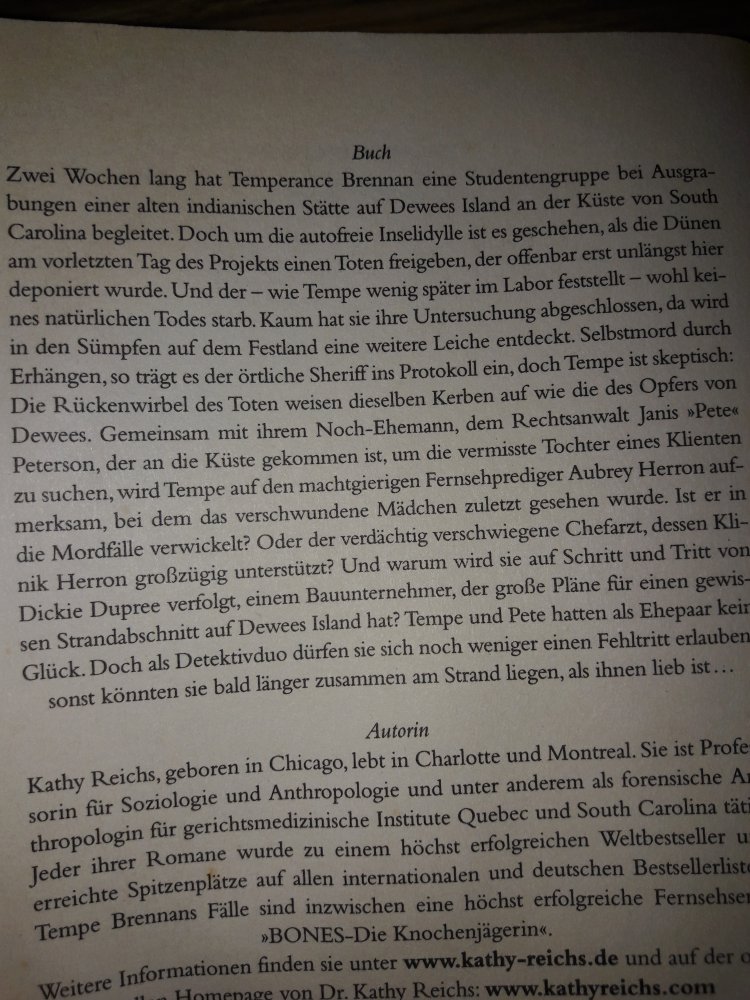 Buch
Zwei Wochen lang hat Temperance Brennan eine Studentengruppe bei Ausgra-
bungen einer alten indianischen Stätte auf Dewees Island an der Küste von South
Carolina begleitet. Doch um die autofreie Inselidylle ist es geschehen, als die Dünen
am vorletzten Tag des Projekts einen Toten freigeben, der offenbar erst unlängst hier
deponiert wurde. Und der – wie Tempe wenig später im Labor feststellt – wohl kei-
nes natürlichen Todes starb. Kaum hat sie ihre Untersuchung abgeschlossen, da wird
in den Sümpfen auf dem Festland eine weitere Leiche entdeckt. Selbstmord durch
Erhängen, so trägt es der örtliche Sheriff ins Protokoll ein, doch Tempe ist skeptisch:
Die Rückenwirbel des Toten weisen dieselben Kerben auf wie die des Opfers von
Dewees. Gemeinsam mit ihrem Noch-Ehemann, dem Rechtsanwalt Janis »Pete«
Peterson, der an die Küste gekommen ist, um die vermisste Tochter eines Klienten
zu suchen, wird Tempe auf den machtgierigen Fernsehprediger Aubrey Herron auf-
merksam, bei dem das verschwundene Mädchen zuletzt gesehen wurde. Ist er in
die Mordfälle verwickelt? Oder der verdächtig verschwiegene Chefarzt, dessen Kli-
nik Herron großzügig unterstützt? Und warum wird sie auf Schritt und Tritt von
Dickie Dupree verfolgt, einem Bauunternehmer, der große Pläne für einen gewis-
sen Strandabschnitt auf Dewees Island hat? Tempe und Pete hatten als Ehepaar kein
Glück. Doch als Detektivduo dürfen sie sich noch weniger einen Fehltritt erlauben
sonst könnten sie bald länger zusammen am Strand liegen, als ihnen lieb ist...
Autorin
Kathy Reichs, geboren in Chicago, lebt in Charlotte und Montreal. Sie ist Profes
sorin für Soziologie und Anthropologie und unter anderem als forensische An
thropologin für gerichtsmedizinische Institute Quebec und South Carolina täti
Jeder ihrer Romane wurde zu einem höchst erfolgreichen Weltbestseller u
erreichte Spitzenplätze auf allen internationalen und deutschen Bestsellerliste
Tempe Brennans Fälle sind inzwischen eine höchst erfolgreiche Fernsehser
»BONES-Die Knochenjägerin«.
Weitere Informationen finden sie unter www.kathy-reichs.de und auf der o
Homepage von Dr. Kathy Reichs: www.kathyreichs.com